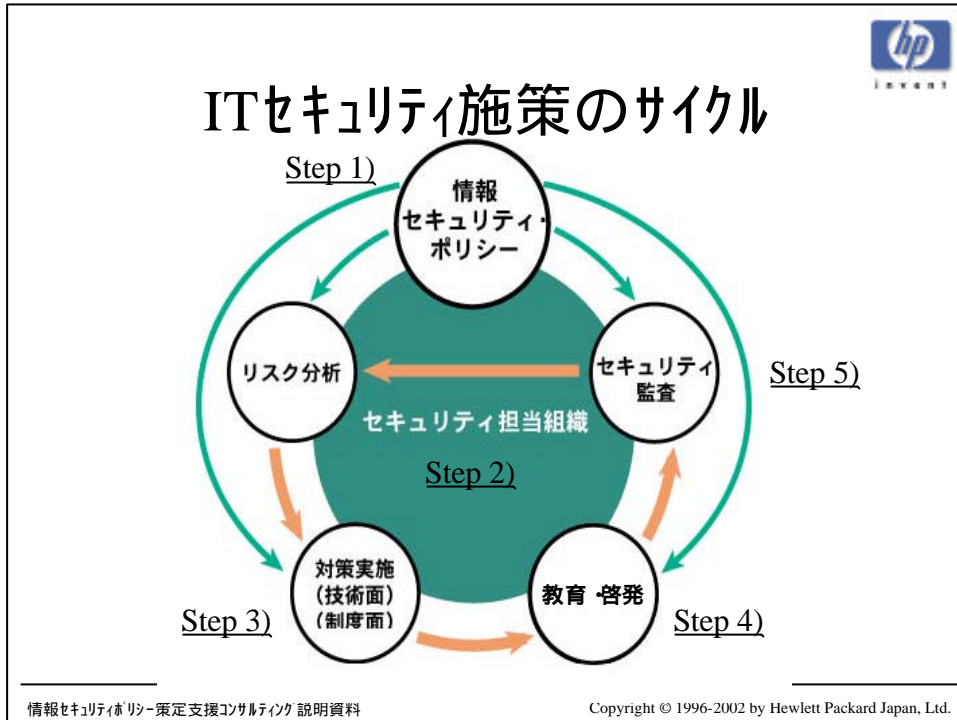 hp
invent
ITセキュリティ施策のサイクル
Step 1)
情報
セキュリティ・
ポリシー
リスク分析
セキュリティ
監査
Step 5)
セキュリティ担当組織
Step 2)
対策実施
(技術面)
(制度面)
教育・啓発
Step 3)
Step 4)
情報セキュリティポリシー策定支援コンサルティング説明資料
Copyright © 1996-2002 by Hewlett Packard Japan, Ltd.